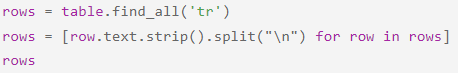 rows = table.find_all('tr')
rows = [row.text.strip().split("\n") for row in rows]
rows